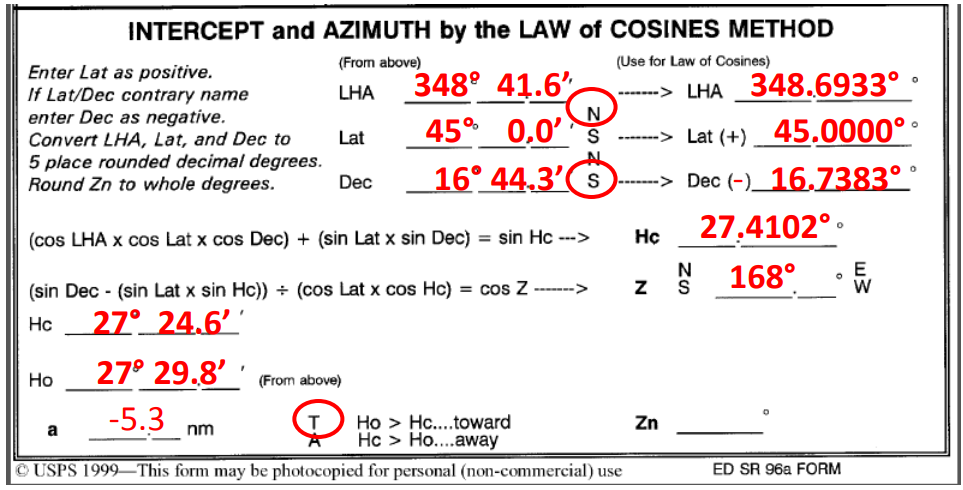 INTERCEPT and AZIMUTH by the LAW of COSINES METHOD
Enter Lat as positive.
If Lat/Dec contrary name
enter Dec as negative.
Convert LHA, Lat, and Dec to
5 place rounded decimal degrees.
Round Zn to whole degrees.
(From above) (Use for Law of Cosines)
LHA 348° 41.6’ ' ------> LHA 348.6933° °
Lat 45° 0.0’ ' N S ------> Lat (+) 45.0000° °
Dec 16° 44.3’ N S ------> Dec (-) 16.7383° °
(cos LHA x cos Lat x cos Dec) + (sin Lat x sin Dec) = sin Hc ---> Hc 27.4102° °
(sin Dec - (sin Lat x sin Hc)) ÷ (cos Lat x cos Hc) = cos Z ------> Z N S 168° . ° E W
Hc 27° 24.6’ '
Ho 27° 29.8’ ' (From above)
a -5.3 nm T Ho > Hc....toward Zn °
A Hc > Ho....away
© USPS 1999—This form may be photocopied for personal (non-commercial) use ED SR 96a FORM